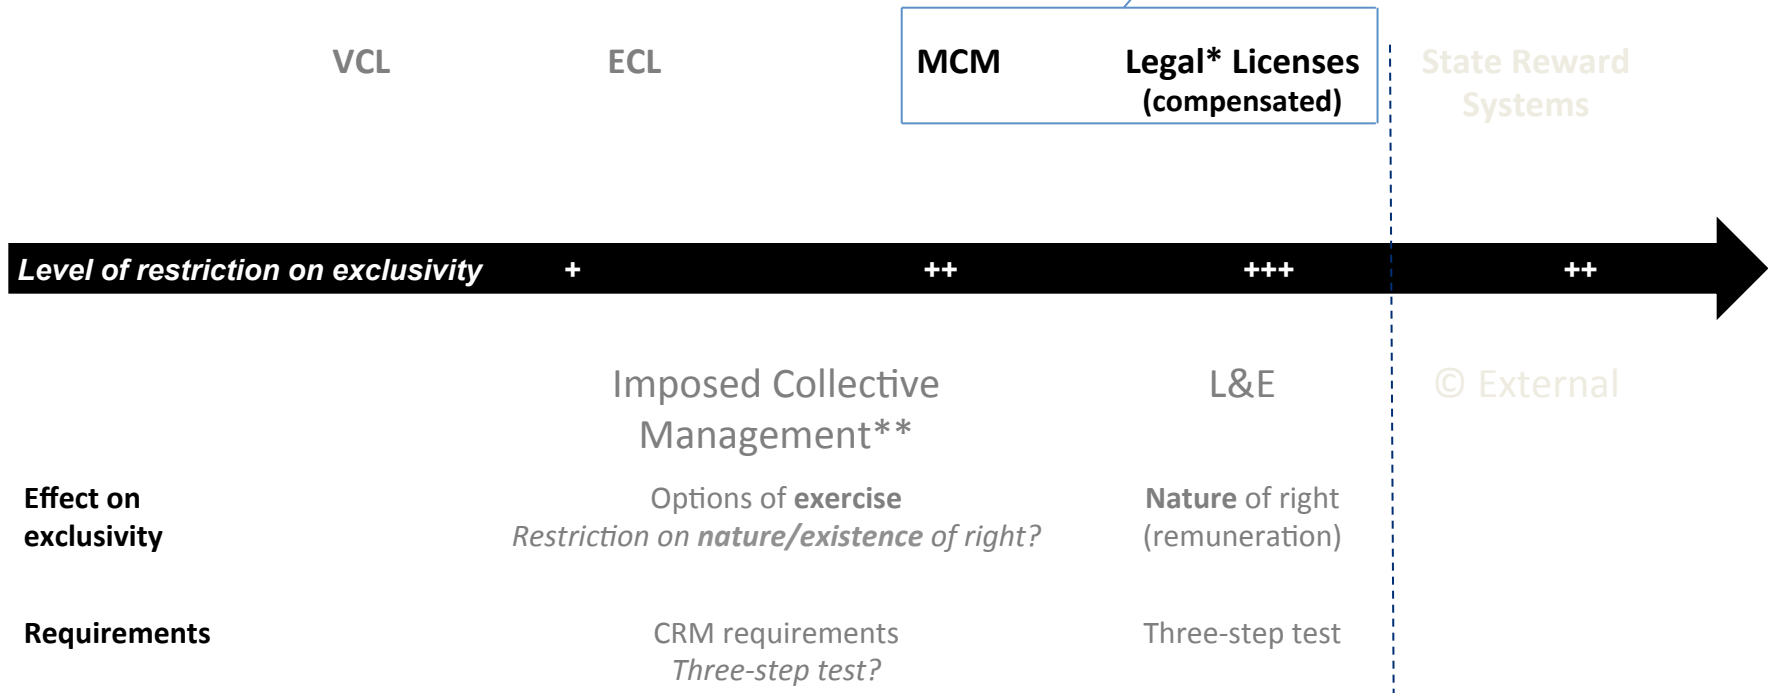 VCL ECL MCM Legal* Licenses State Reward
(compensated) Systems
Level of restriction on exclusivity + ++ +++ ++
Imposed Collective L&E © External
Management**
Effect on Options of exercise Nature of right
exclusivity Restriction on nature/existence of right? (remuneration)
Requirements CRM requirements Three-step test
Three-step test?